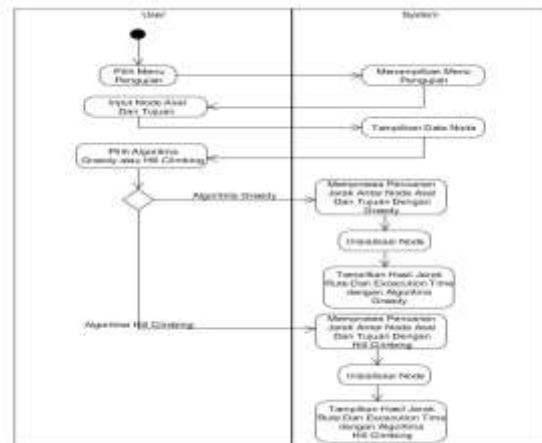 User
System
Pilih Menu
Pengujian
Menampilkan Menu
Pengujian
Input Node Asal
Dan Tujuan
Tampilkan Data Node
Pilih Algoritma
Greedy atau Hill Climbing
Algoritma Greedy
Memproses Pencarian
Jarak Antar Node Asal
Dan Tujuan Dengan
Greedy
Inisialisasi Node
Tampilkan Hasil Jarak
Rute Dan Excecution Time
dengan Algoritma
Greedy
Algoritma Hill Climbing
Memproses Pencarian
Jarak Antar Node Asal
Dan Tujuan Dengan
Hill Climbing
Inisialisasi Node
Tampilkan Hasil Jarak
Rute Dan Excecution Time
dengan Algoritma
Hill Climbing